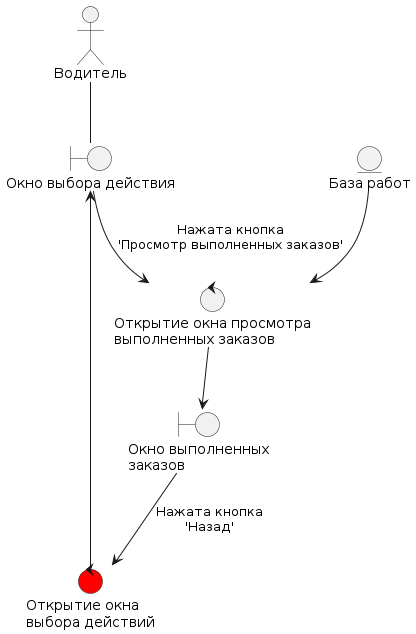 Водитель
Окно выбора действия
База работ
Нажата кнопка
'Просмотр выполненных заказов'
Открытие окна просмотра
выполненных заказов
Окно выполненных
заказов
Нажата кнопка
'Назад'
Открытие окна
выбора действий